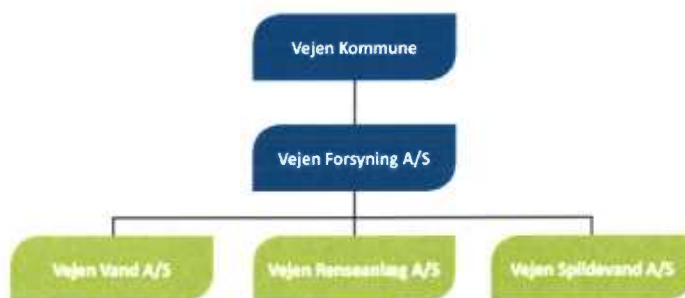 Vejen Kommune
Vejen Forsyning A/S
Vejen Vand A/S
Vejen Renseanlæg A/S
Vejen Spildevand A/S